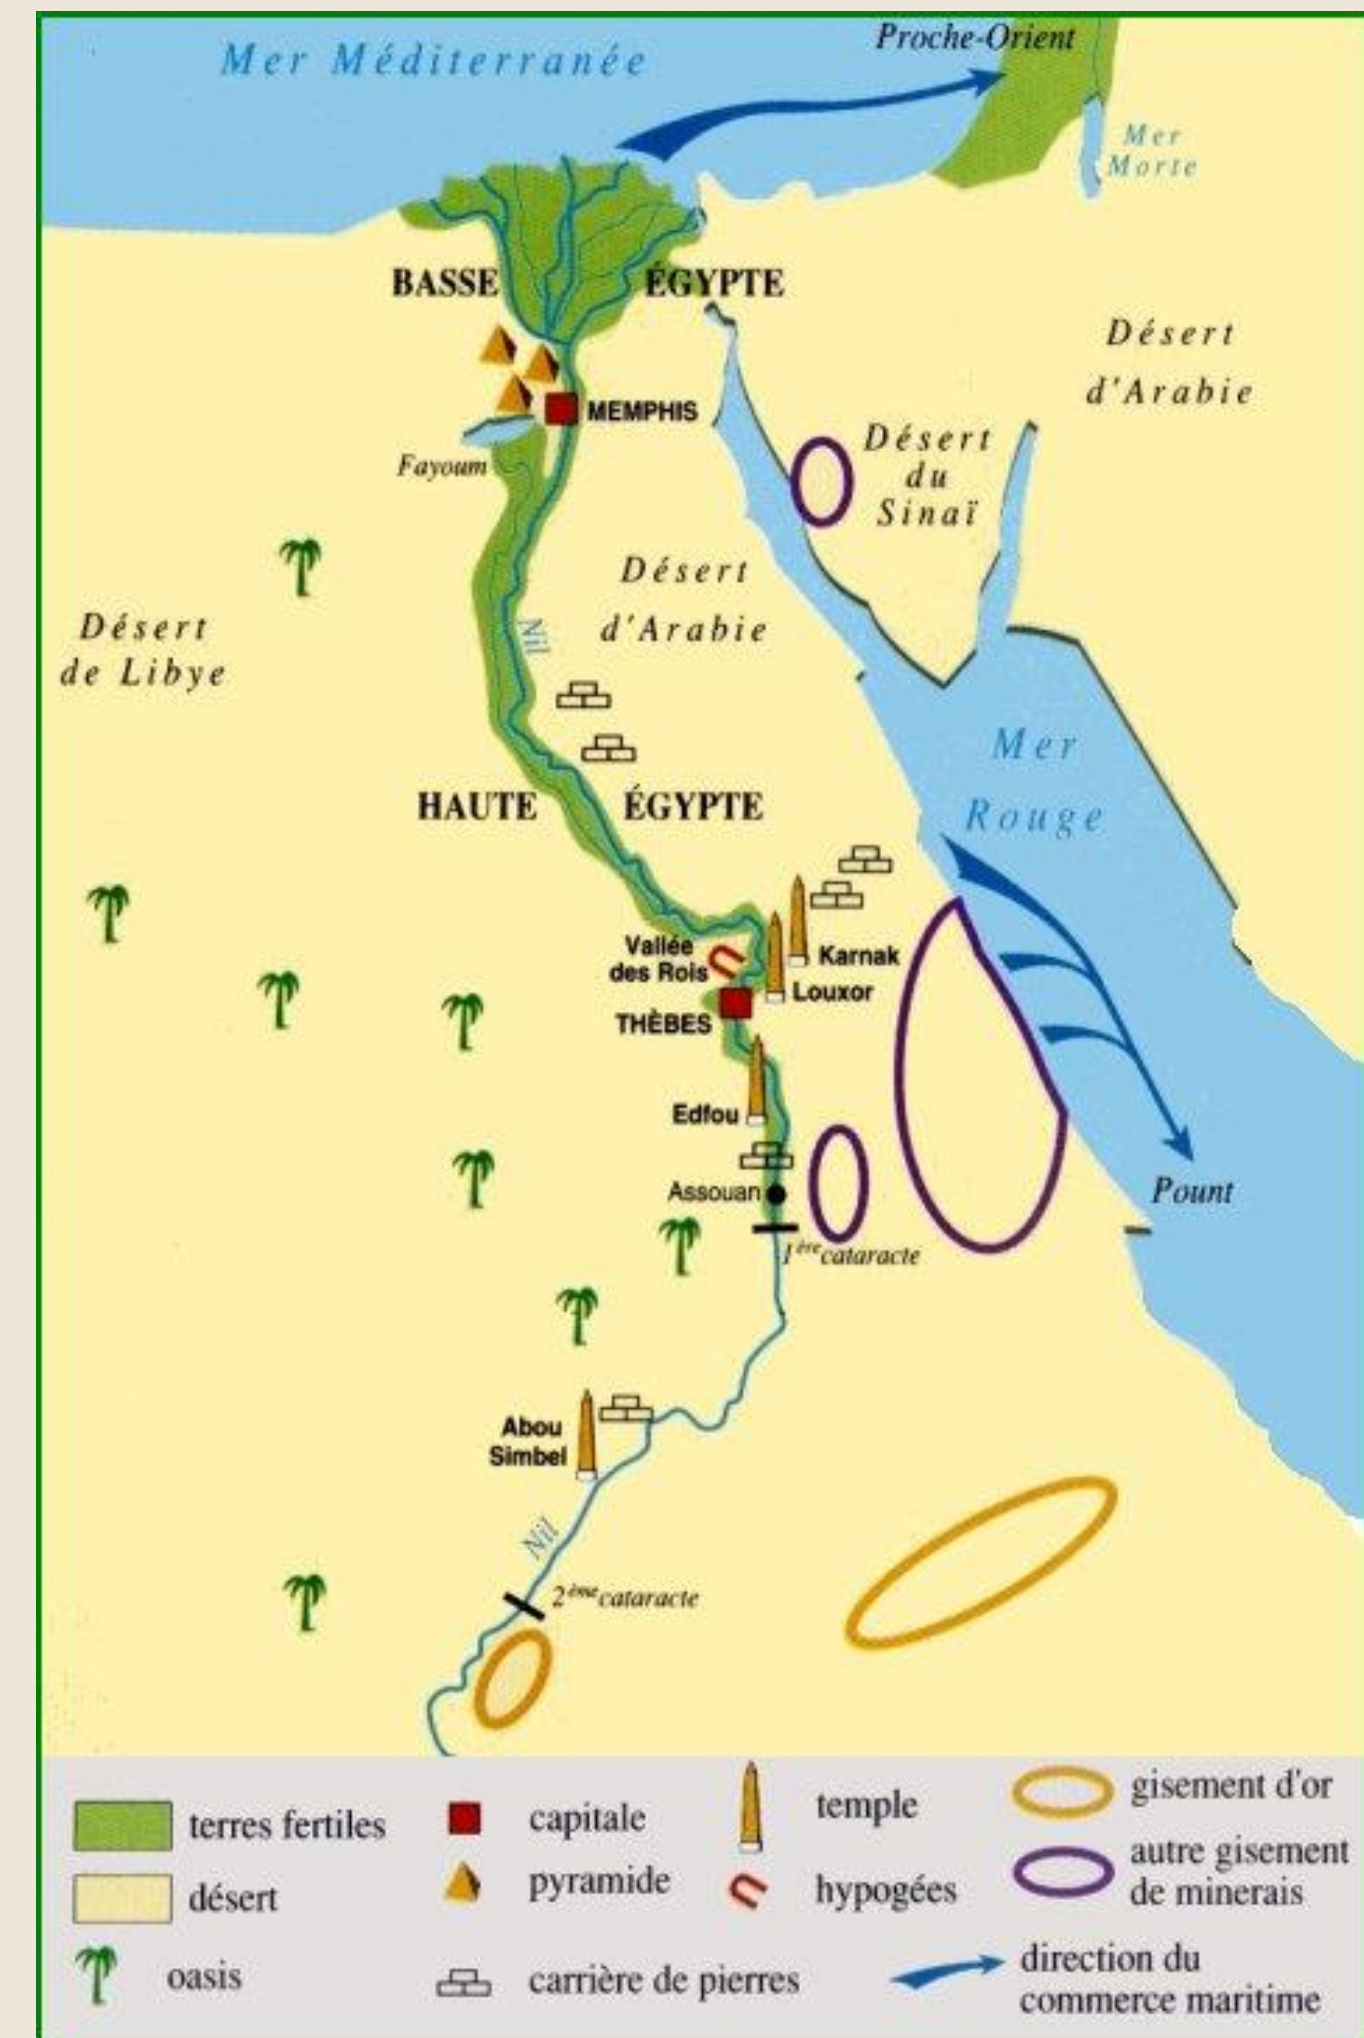 Proche-Orient
Mer Méditerranée
Mer
Morte
BASSE ÉGYPTE
Désert
d'Arabie
MEMPHIS
Désert
du
Sinaï
Fayoum
Désert
d'Arabie
Nil
Désert
de Libye
Mer
Rouge
HAUTE ÉGYPTE
Vallée
des Rois
Karnak
Louxor
THÈBES
Edfou
Assouan
Pount
1ère cataracte
Abou
Simbel
Nil
2ème cataracte
terres fertiles
désert
oasis
capitale
pyramide
carrière de pierres
temple
hypogées
gisement d'or
autre gisement
de minerais
direction du
commerce maritime